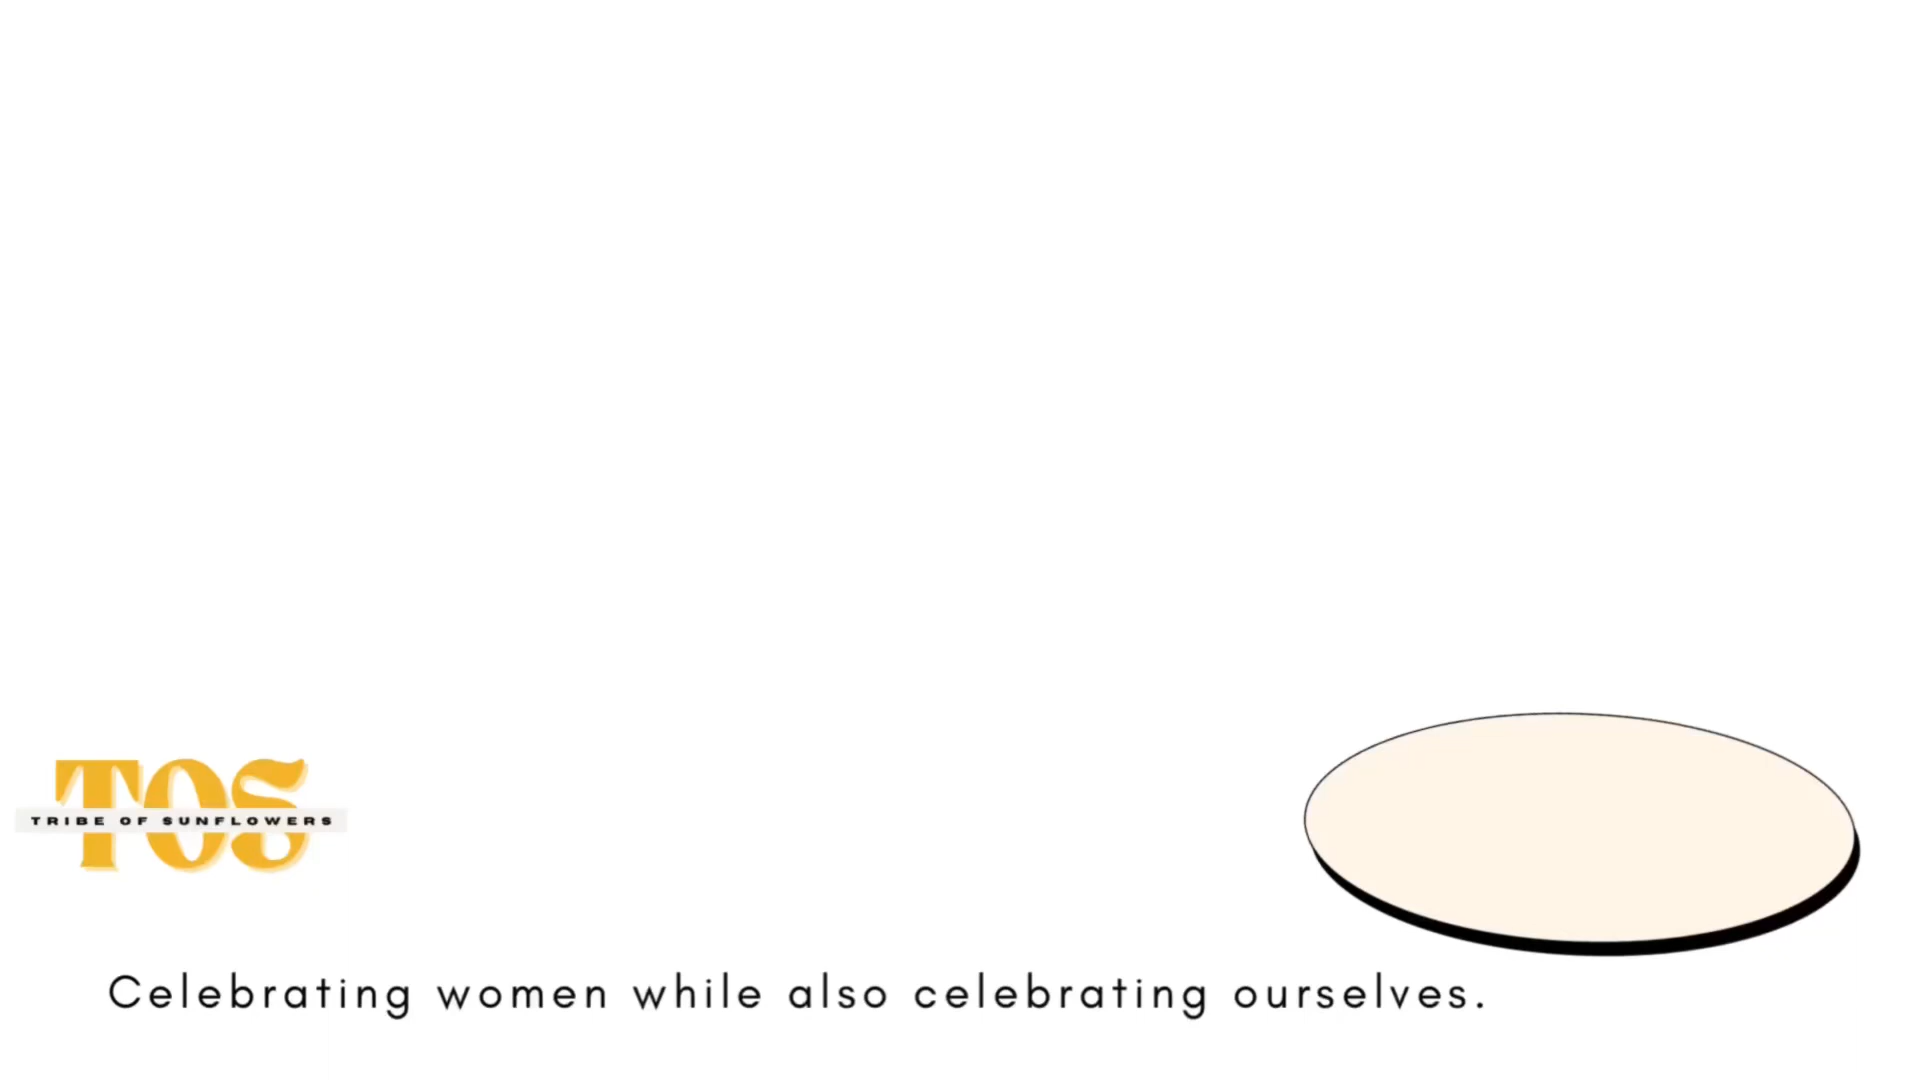 TOS
TRIBE OF SUNFLOWERS
Celebrating women while also celebrating ourselves.